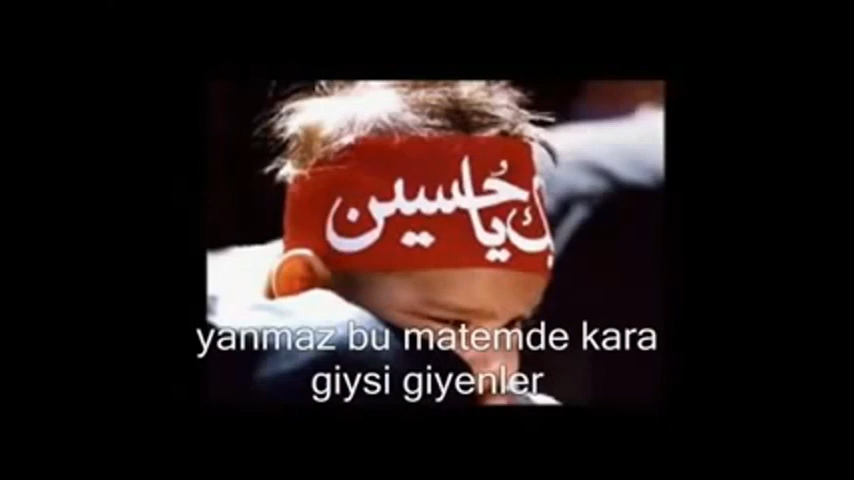 ك يا حسين
yanmaz bu matemde kara
giysi giyenler